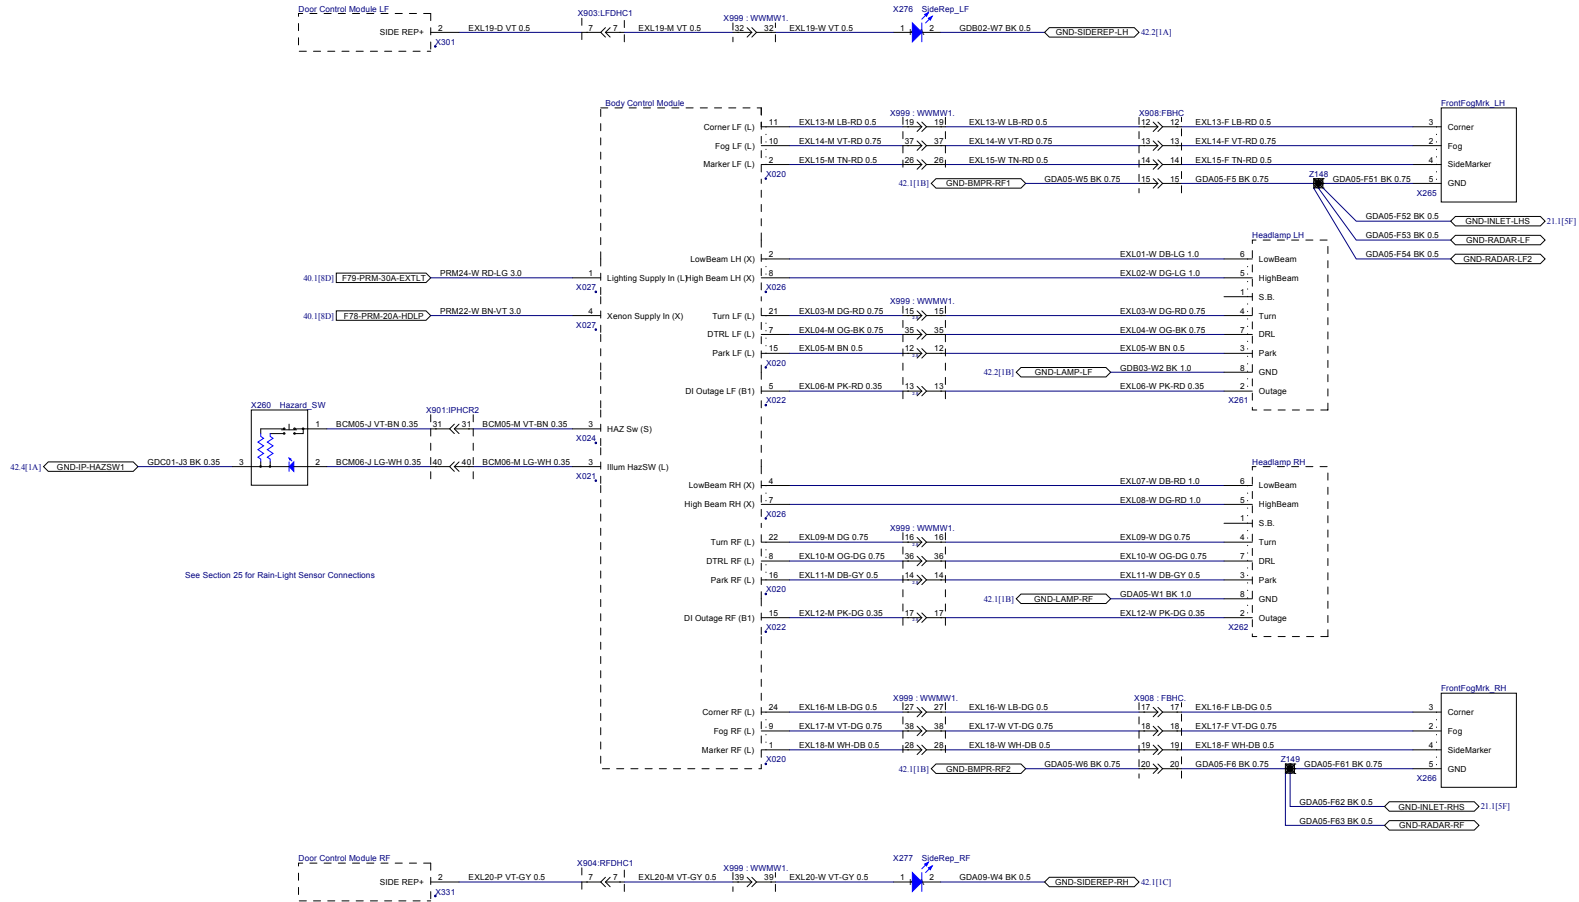 Door Control Module LF
SIDE REP+ 2 EXL19-D VT 0.5 X903:LFDHC1 7 7 EXL19-M VT 0.5 X999 : WWMW1. 32 32 EXL19-W VT 0.5 X276 SideRep_LF 1 2 GDB02-W7 BK 0.5 GND-SIDEREP-LH 42.2[1A]
X301
Body Control Module X999 : WWMW1. X908:FBHC FrontFogMrk_LH
Corner LF (L) 11 EXL13-M LB-RD 0.5 19 19 EXL13-W LB-RD 0.5 12 12 EXL13-F LB-RD 0.5 3 Corner
Fog LF (L) 10 EXL14-M VT-RD 0.75 37 37 EXL14-W VT-RD 0.75 13 13 EXL14-F VT-RD 0.75 2 Fog
Marker LF (L) 2 EXL15-M TN-RD 0.5 26 26 EXL15-W TN-RD 0.5 14 14 EXL15-F TN-RD 0.5 4 SideMarker
X020 42.1[1B] GND-BMPR-RF1 GDA05-W5 BK 0.75 15 15 GDA05-F5 BK 0.75 Z148 GDA05-F51 BK 0.75 5 GND
X265
GDA05-F52 BK 0.5 GND-INLET-LHS 21.1[5F]
GDA05-F53 BK 0.5 GND-RADAR-LF
GDA05-F54 BK 0.5 GND-RADAR-LF2
Headlamp LH
LowBeam LH (X) 2 EXL01-W DB-LG 1.0 6 LowBeam
40.1[8D] F79-PRM-30A-EXTLT PRM24-W RD-LG 3.0 1 Lighting Supply In (L) High Beam LH (X) 8 EXL02-W DG-LG 1.0 5 HighBeam
X027 X026
1 S.B.
X999 : WWMW1.
40.1[8D] F78-PRM-20A-HDLP PRM22-W BN-VT 3.0 4 Xenon Supply In (X) Turn LF (L) 21 EXL03-M DG-RD 0.75 15 15 EXL03-W DG-RD 0.75 4 Turn
X027 DTRL LF (L) 7 EXL04-M OG-BK 0.75 35 35 EXL04-W OG-BK 0.75 7 DRL
Park LF (L) 15 EXL05-M BN 0.5 12 12 EXL05-W BN 0.5 3 Park
X020 42.2[1B] GND-LAMP-LF GDB03-W2 BK 1.0 8 GND
DI Outage LF (B1) 5 EXL06-M PK-RD 0.35 13 13 EXL06-W PK-RD 0.35 2 Outage
X022 X261
X260 Hazard_SW X901:IPHCR2
1 BCM05-J VT-BN 0.35 31 31 BCM05-M VT-BN 0.35 3 HAZ Sw (S)
X024
42.4[1A] GND-IP-HAZSW1 GDC01-J3 BK 0.35 3 2 BCM06-J LG-WH 0.35 40 40 BCM06-M LG-WH 0.35 3 Illum HazSW (L)
X021
Headlamp RH
LowBeam RH (X) 4 EXL07-W DB-RD 1.0 6 LowBeam
High Beam RH (X) 7 EXL08-W DG-RD 1.0 5 HighBeam
X026
1 S.B.
X999 : WWMW1.
Turn RF (L) 22 EXL09-M DG 0.75 16 16 EXL09-W DG 0.75 4 Turn
DTRL RF (L) 8 EXL10-M OG-DG 0.75 36 36 EXL10-W OG-DG 0.75 7 DRL
See Section 25 for Rain-Light Sensor Connections
Park RF (L) 16 EXL11-M DB-GY 0.5 14 14 EXL11-W DB-GY 0.5 3 Park
X020 42.1[1B] GND-LAMP-RF GDA05-W1 BK 1.0 8 GND
DI Outage RF (B1) 15 EXL12-M PK-DG 0.35 17 17 EXL12-W PK-DG 0.35 2 Outage
X022 X262
X999 : WWMW1. X908 : FBHC. FrontFogMrk_RH
Corner RF (L) 24 EXL16-M LB-DG 0.5 27 27 EXL16-W LB-DG 0.5 17 17 EXL16-F LB-DG 0.5 3 Corner
Fog RF (L) 9 EXL17-M VT-DG 0.75 38 38 EXL17-W VT-DG 0.75 18 18 EXL17-F VT-DG 0.75 2 Fog
Marker RF (L) 1 EXL18-M WH-DB 0.5 28 28 EXL18-W WH-DB 0.5 19 19 EXL18-F WH-DB 0.5 4 SideMarker
X020 42.1[1B] GND-BMPR-RF2 GDA05-W6 BK 0.75 20 20 GDA05-F6 BK 0.75 Z149 GDA05-F61 BK 0.75 5 GND
X266
GDA05-F62 BK 0.5 GND-INLET-RHS 21.1[5F]
GDA05-F63 BK 0.5 GND-RADAR-RF
Door Control Module RF
SIDE REP+ 2 EXL20-P VT-GY 0.5 X904:RFDHC1 7 7 EXL20-M VT-GY 0.5 X999 : WWMW1. 39 39 EXL20-W VT-GY 0.5 X277 SideRep_RF 1 2 GDA09-W4 BK 0.5 GND-SIDEREP-RH 42.1[1C]
X331